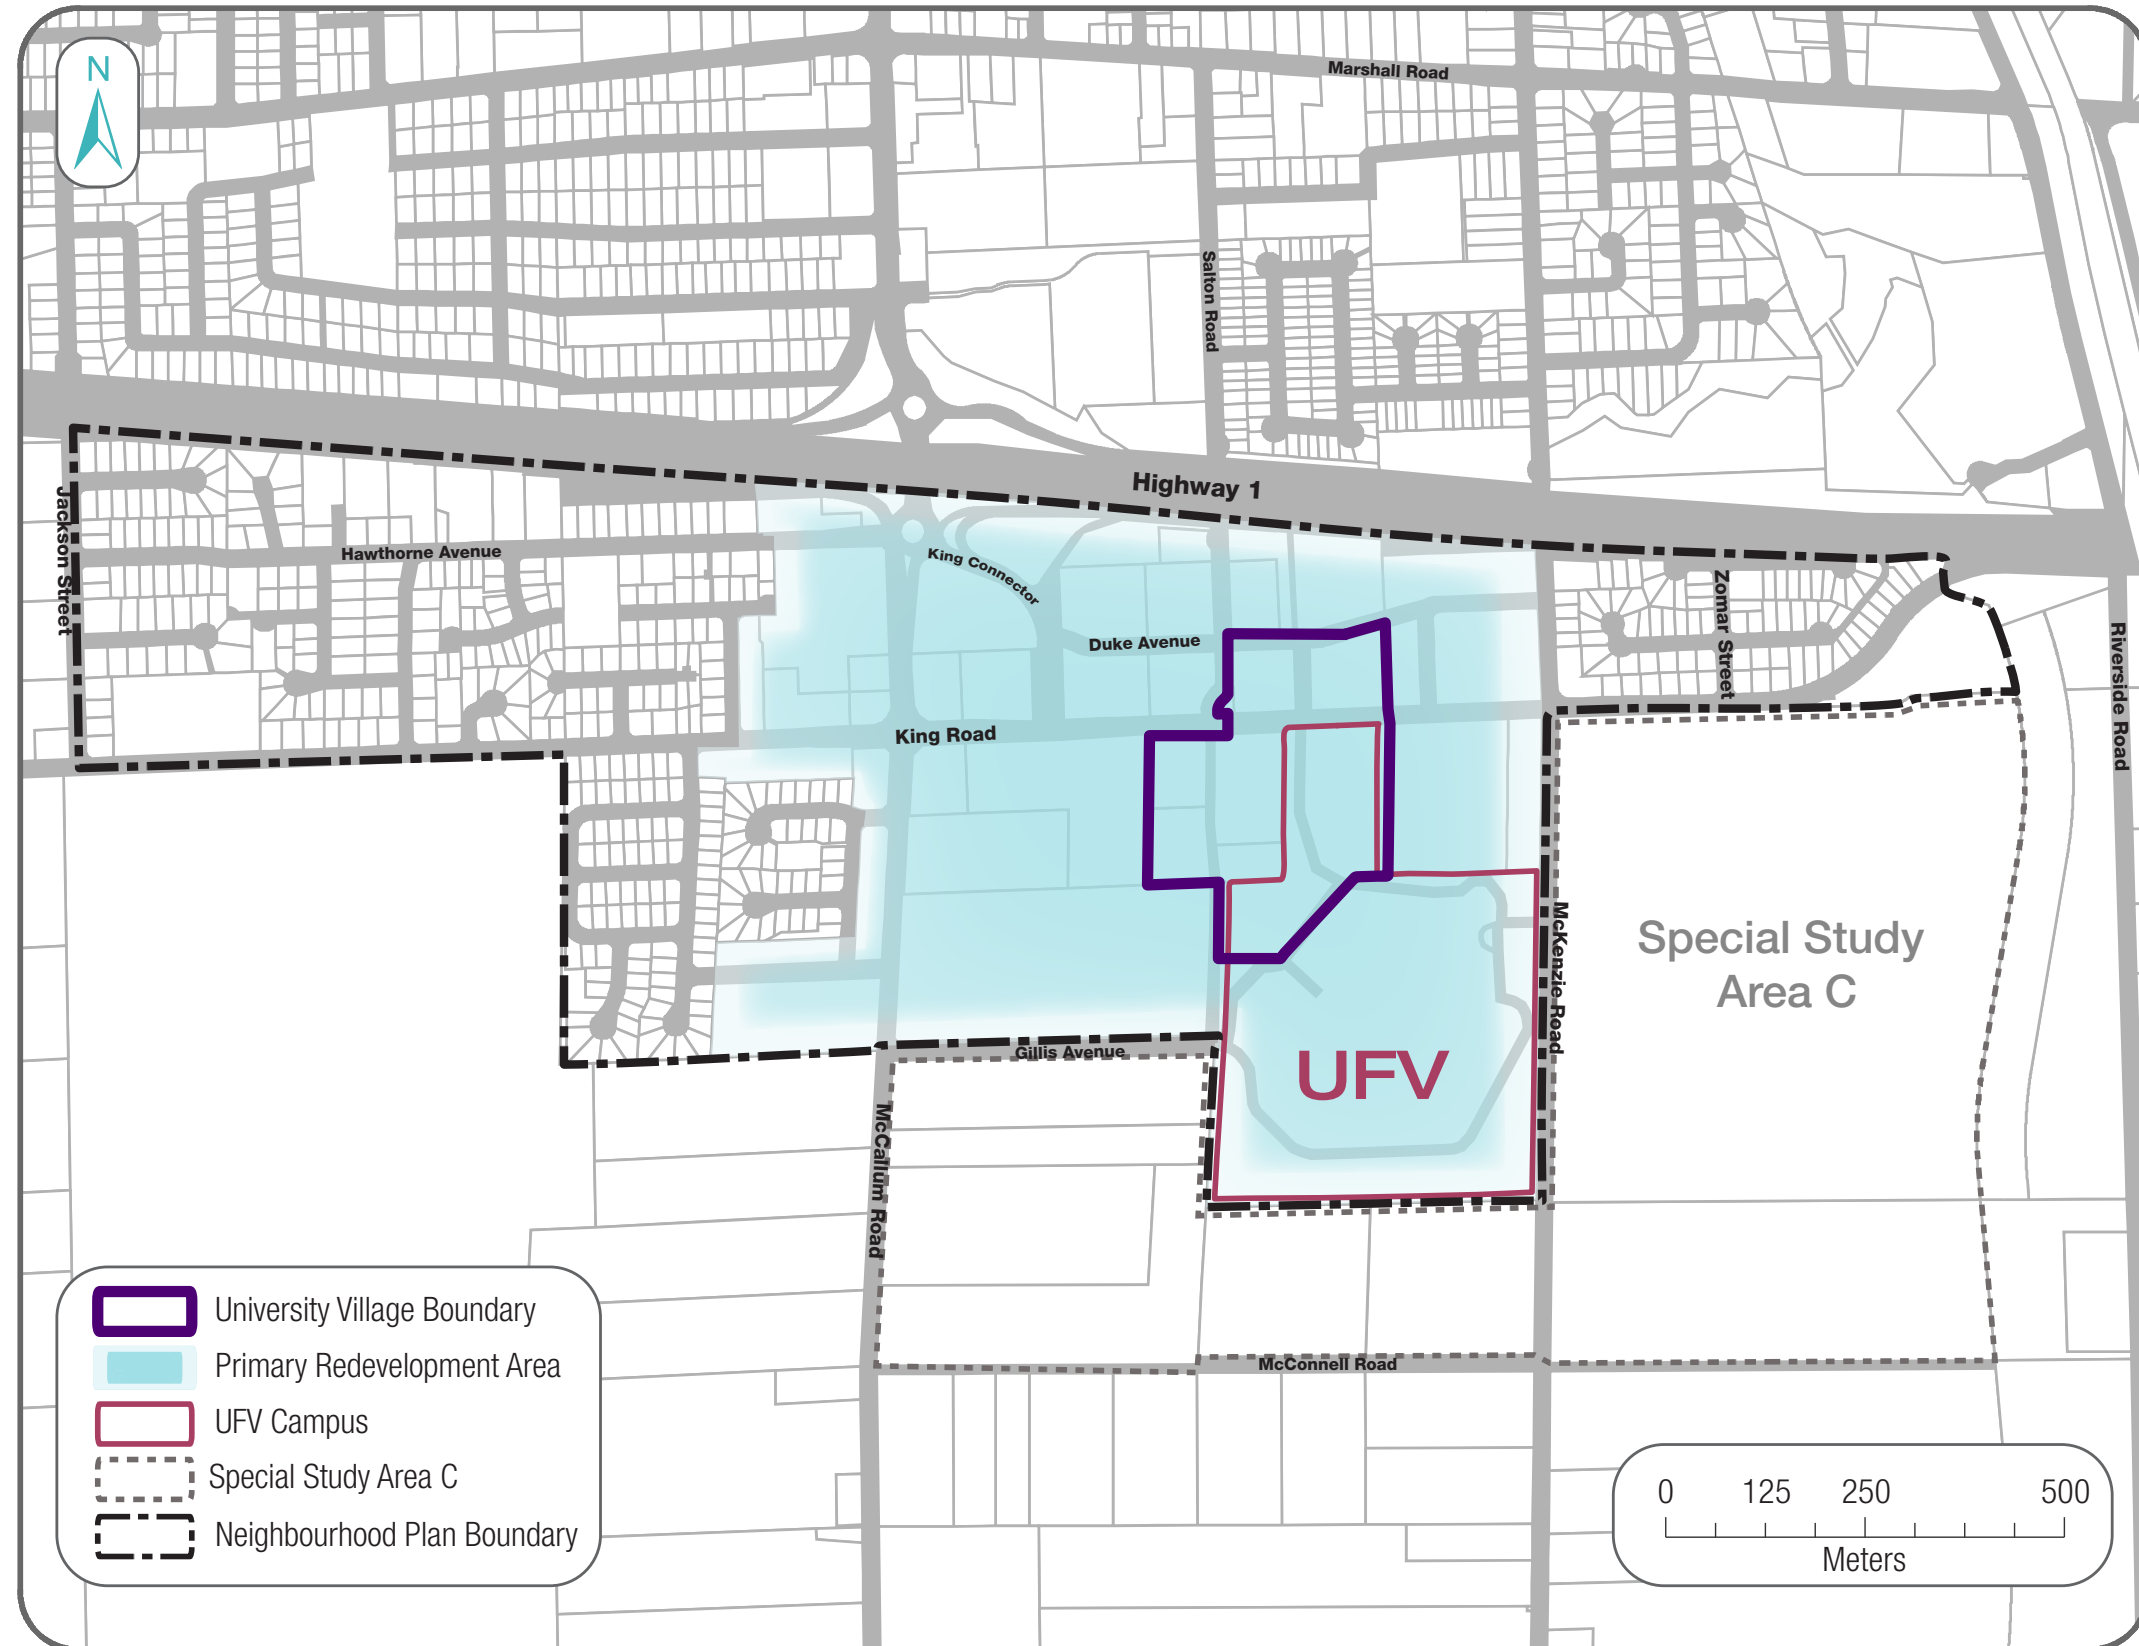 N
Marshall Road
Salton Road
Highway 1
Jackson Street
Hawthorne Avenue
King Connector
Duke Avenue
Zomar Street
Riverside Road
King Road
McKenzie Road
Special Study
Area C
Gillis Avenue
UFV
McCallum Road
McConnell Road
University Village Boundary
Primary Redevelopment Area
UFV Campus
Special Study Area C
Neighbourhood Plan Boundary
0 125 250 500
Meters